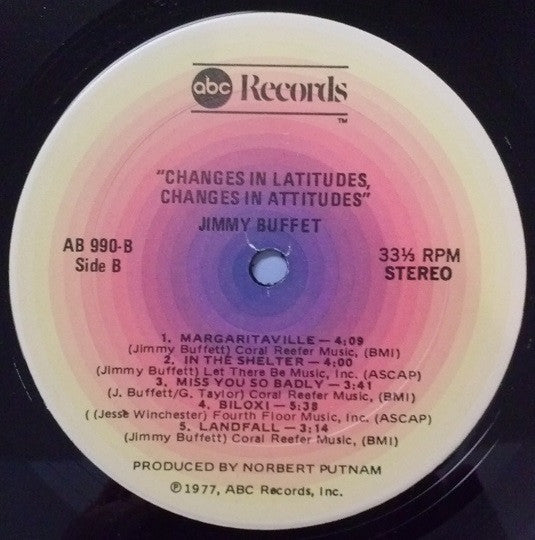 abc Records
TM
"CHANGES IN LATITUDES,
CHANGES IN ATTITUDES"
JIMMY BUFFET
AB 990-B
Side B
33⅓ RPM
STEREO
1. MARGARITAVILLE — 4:09
(Jimmy Buffett) Coral Reefer Music, (BMI)
2. IN THE SHELTER — 4:00
(Jimmy Buffett) Let There Be Music, Inc. (ASCAP)
3. MISS YOU SO BADLY — 3:41
(J. Buffett/G. Taylor) Coral Reefer Music, (BMI)
4. BILOXI — 5:38
((Jesse Winchester) Fourth Floor Music, Inc. (ASCAP)
5. LANDFALL — 3:14
(Jimmy Buffett) Coral Reefer Music, (BMI)
PRODUCED BY NORBERT PUTNAM
℗1977, ABC Records, Inc.